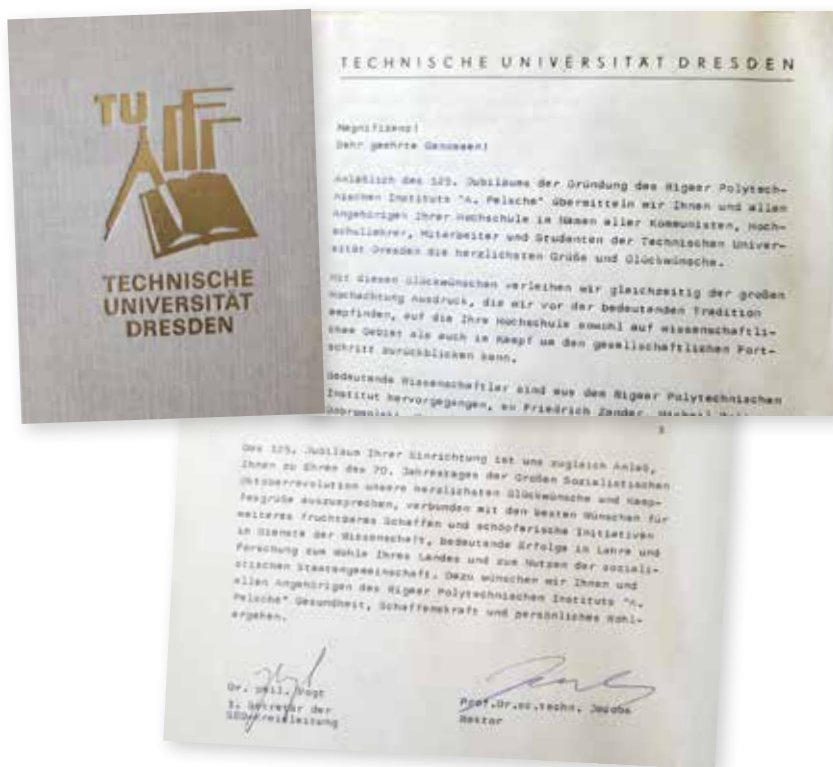 TU
TECHNISCHE
UNIVERSITÄT
DRESDEN
TECHNISCHE UNIVERSITÄT DRESDEN
Magnifizenz!
Sehr geehrte Genossen!
Anläßlich des 125. Jubiläums der Gründung des Rigaer Polytech-
nischen Instituts "A. Pelsche" übermitteln wir Ihnen und allen
Angehörigen Ihrer Hochschule im Namen aller Kommunisten, Hoch-
schullehrer, Mitarbeiter und Studenten der Technischen Univer-
sität Dresden die herzlichsten Grüße und Glückwünsche.
Mit diesen Glückwünschen verleihen wir gleichzeitig der großen
Hochachtung Ausdruck, die wir vor der bedeutenden Tradition
empfinden, auf die Ihre Hochschule sowohl auf wissenschaftli-
chem Gebiet als auch im Kampf um den gesellschaftlichen Fort-
schritt zurückblicken kann.
Bedeutende Wissenschaftler sind aus dem Rigaer Polytechnischen
Institut hervorgegangen, so Friedrich Zander,
3
Das 125. Jubiläum Ihrer Einrichtung ist uns zugleich Anlaß,
Ihnen zu Ehren des 70. Jahrestages der Großen Sozialistischen
Oktoberrevolution unsere herzlichsten Glückwünsche und Kamp-
fesgrüße auszusprechen, verbunden mit den besten Wünschen für
weiteres fruchtbares Schaffen und schöpferische Initiativen
im Dienste der Wissenschaft, bedeutende Erfolge in Lehre und
Forschung zum Wohle Ihres Landes und zum Nutzen der soziali-
stischen Staatengemeinschaft. Dazu wünschen wir Ihnen und
allen Angehörigen des Rigaer Polytechnischen Instituts "A.
Pelsche" Gesundheit, Schaffenskraft und persönliches Wohl-
ergehen.
Dr. phil. Vogt
1. Sekretär der
SED-Kreisleitung
Prof.Dr.sc.techn. Jacobs
Rektor